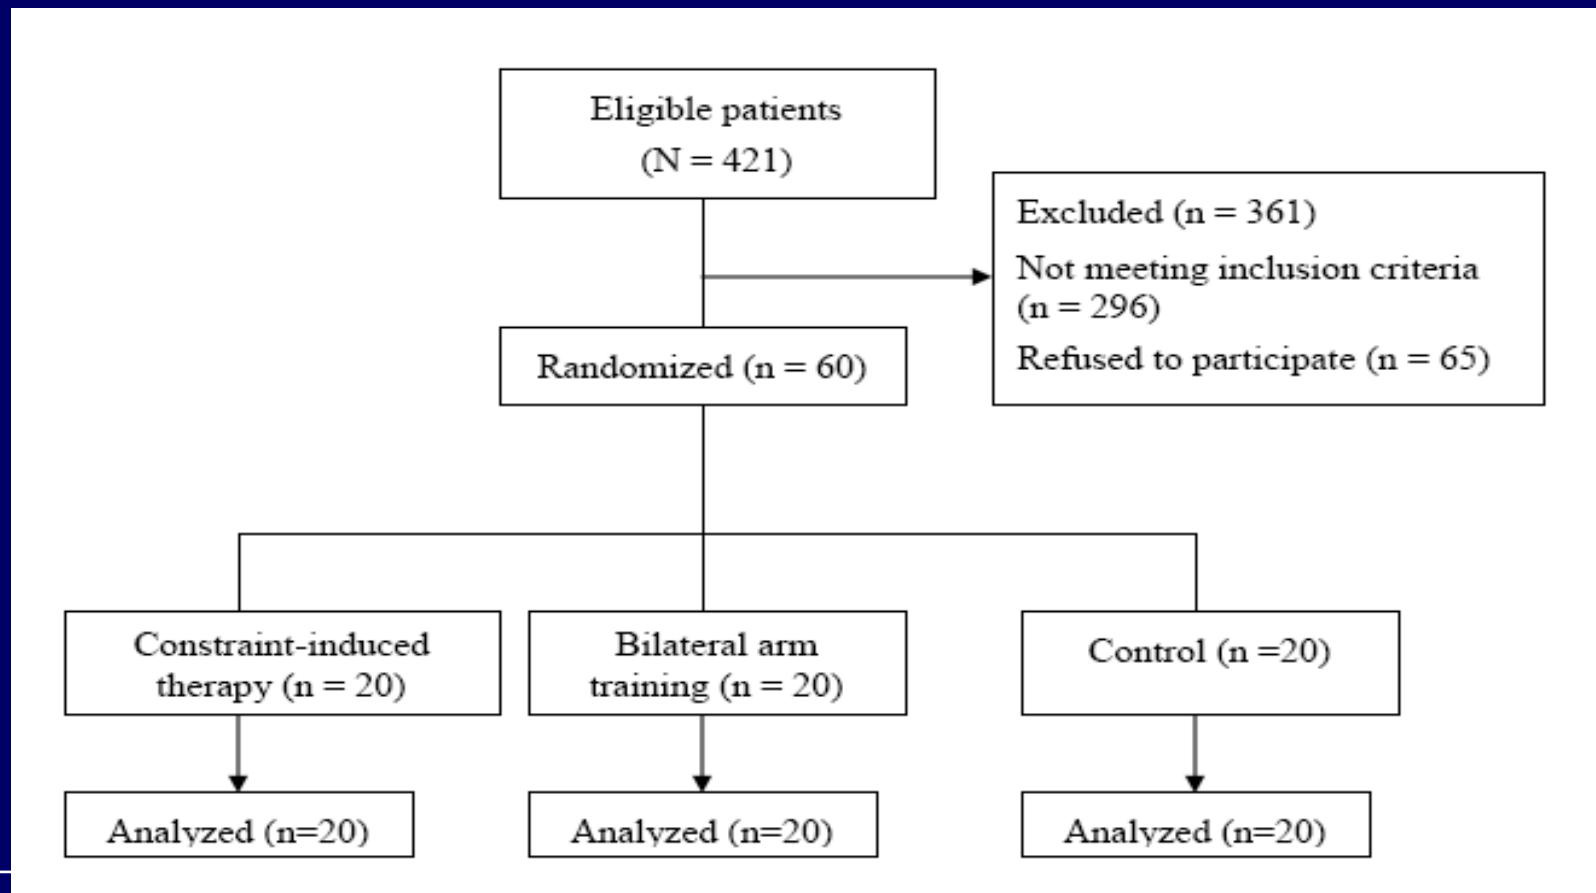 Eligible patients
(N = 421)
Excluded (n = 361)
Not meeting inclusion criteria
(n = 296)
Refused to participate (n = 65)
Randomized (n = 60)
Constraint-induced
therapy (n = 20)
Bilateral arm
training (n = 20)
Control (n =20)
Analyzed (n=20)
Analyzed (n=20)
Analyzed (n=20)